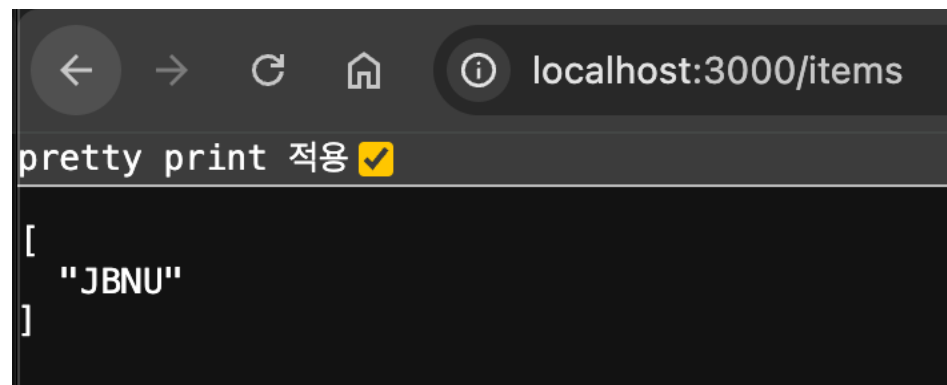 localhost:3000/items
pretty print 적용
[
  "JBNU"
]